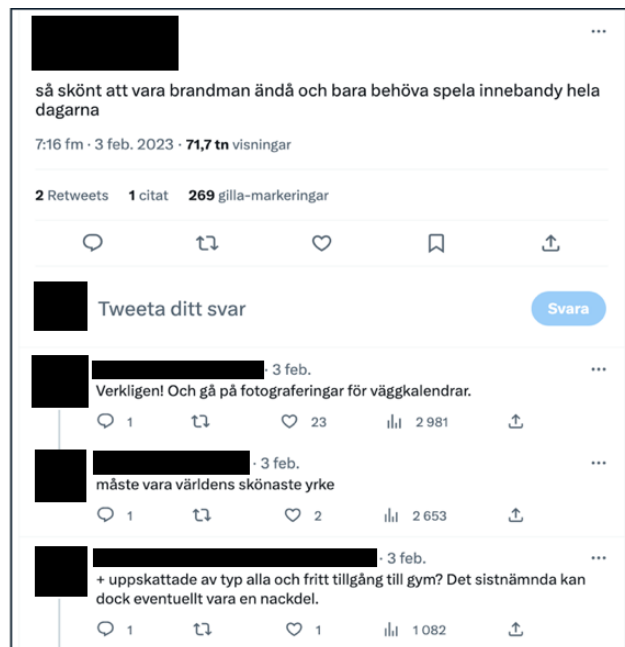 så skönt att vara brandman ändå och bara behöva spela innebandy hela
dagarna
7:16 fm · 3 feb. 2023 · 71,7 tn visningar
2 Retweets 1 citat 269 gilla-markeringar
Tweeta ditt svar Svara
· 3 feb.
Verkligen! Och gå på fotograferingar för väggkalendrar.
1 23 2 981
· 3 feb.
måste vara världens skönaste yrke
1 2 2 653
· 3 feb.
+ uppskattade av typ alla och fritt tillgång till gym? Det sistnämnda kan
dock eventuellt vara en nackdel.
1 1 1 082